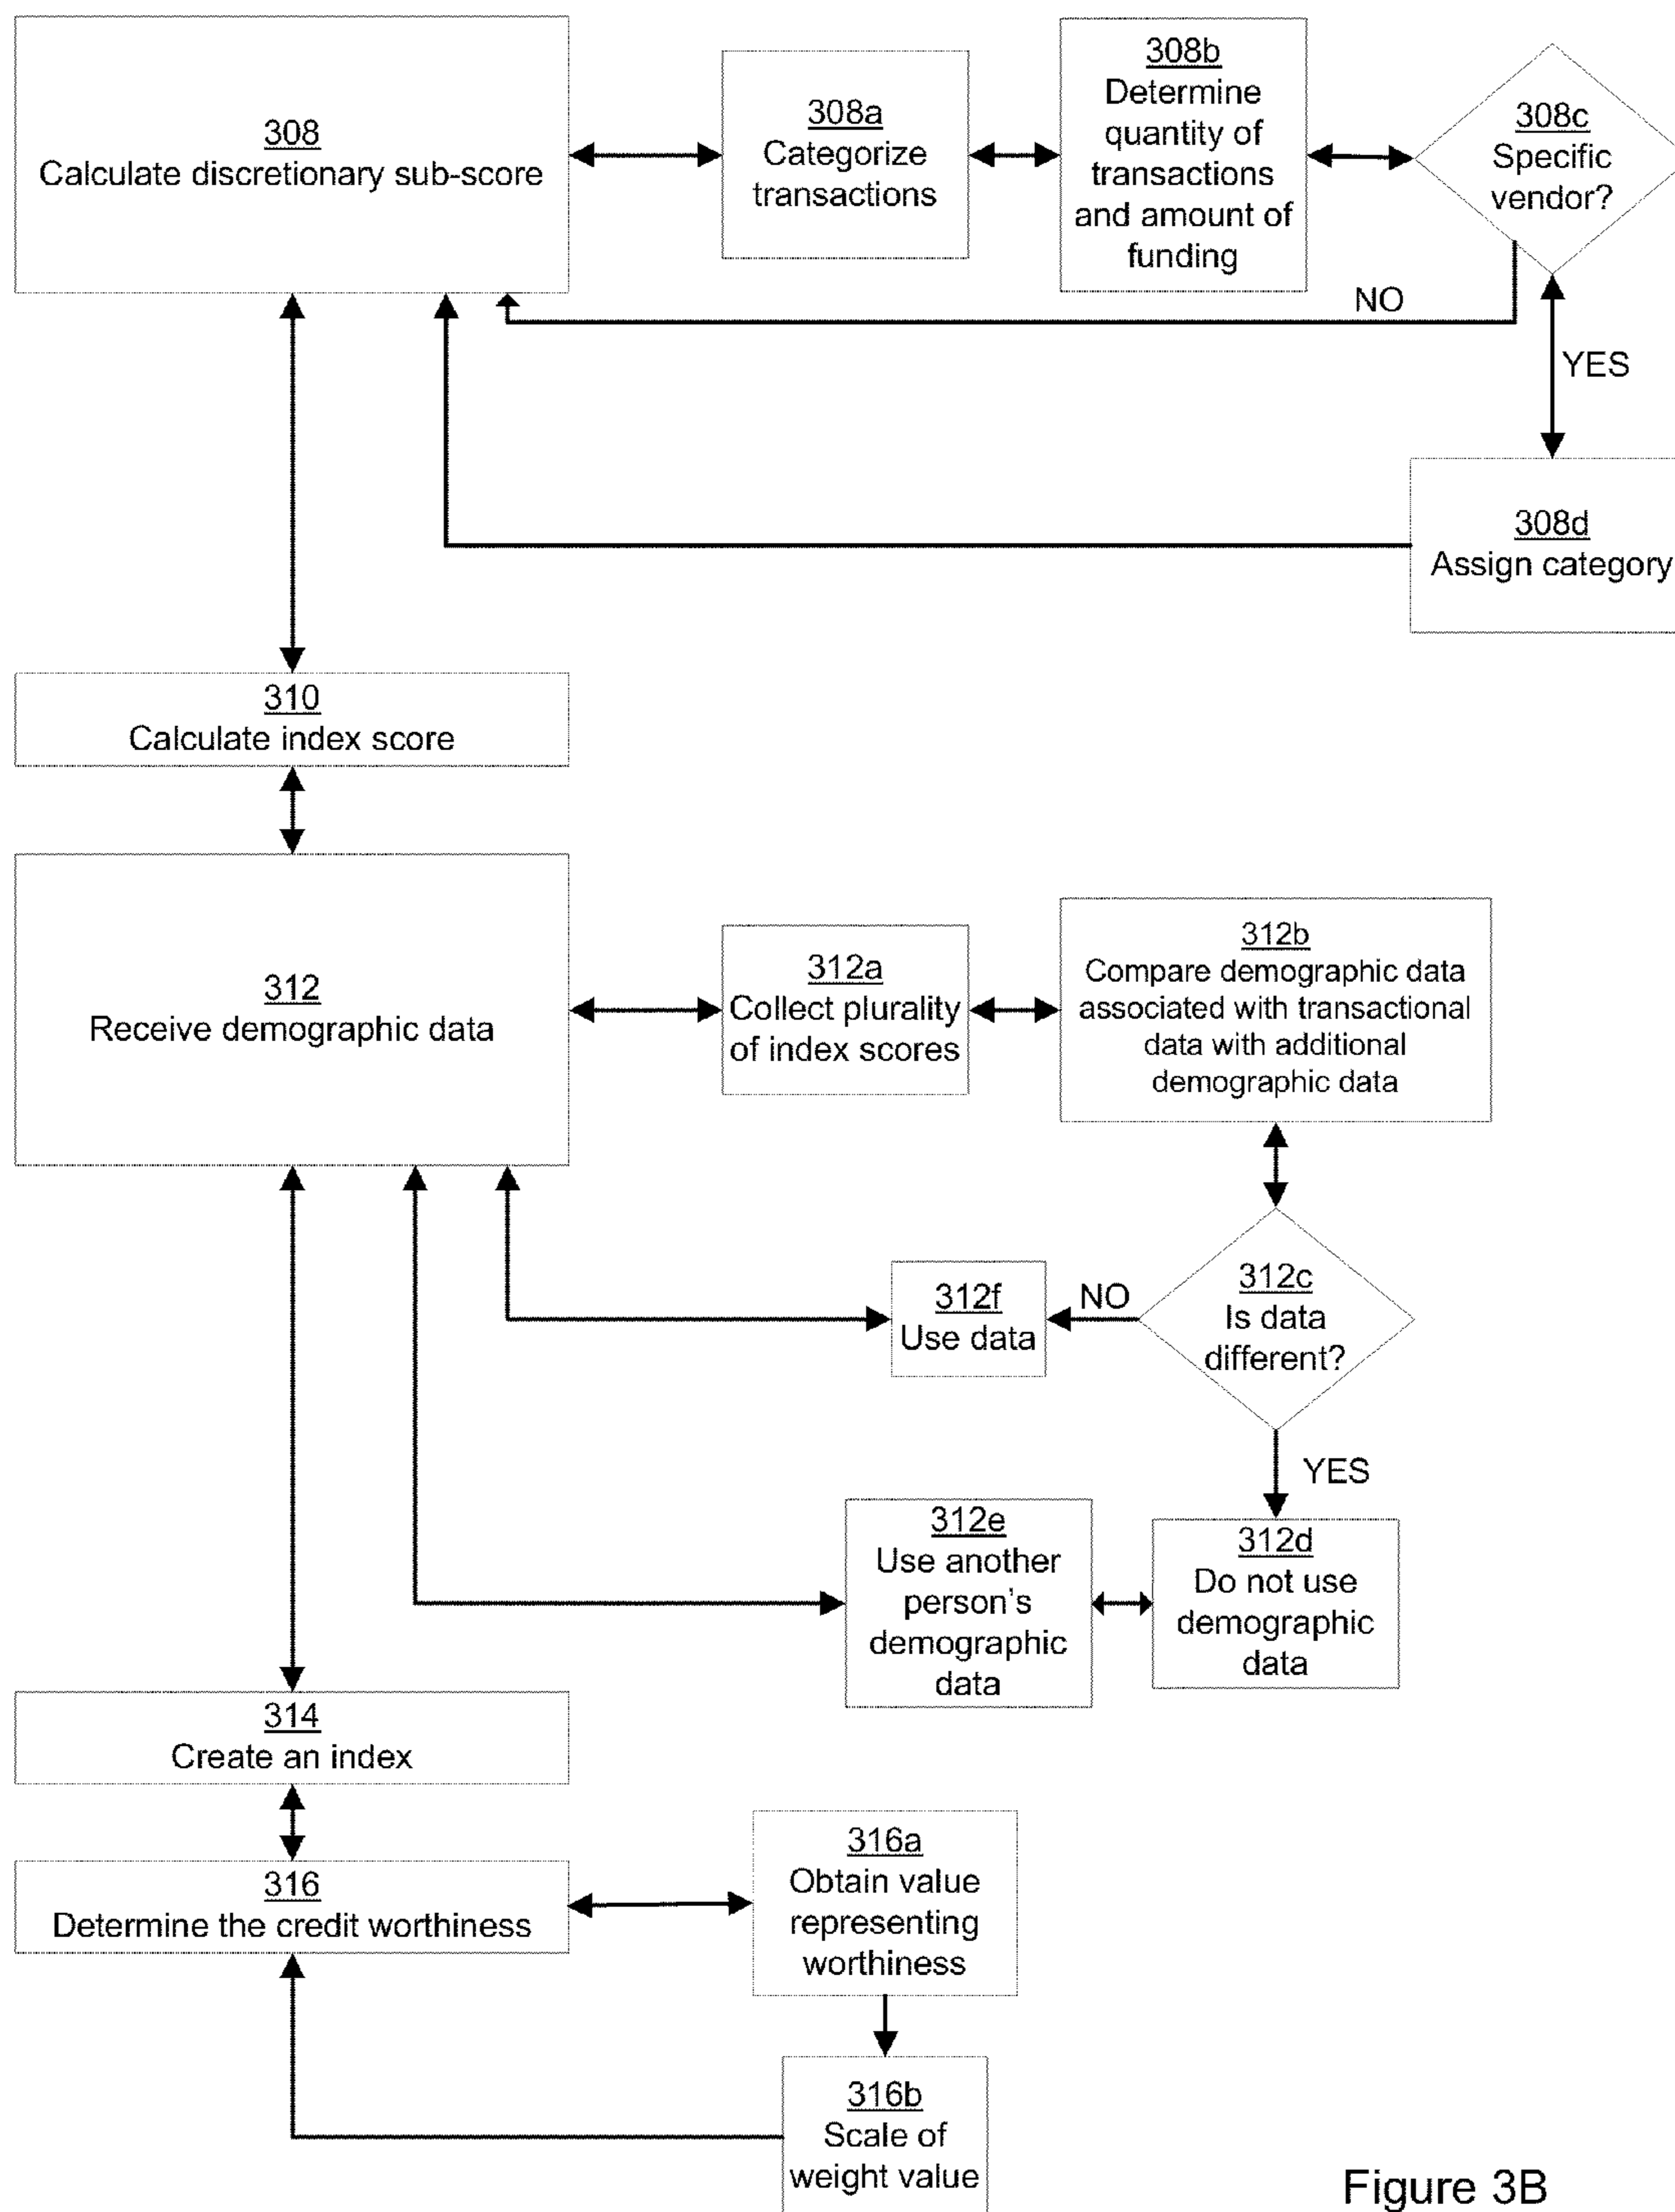 308
Calculate discretionary sub-score
308a
Categorize
transactions
308b
Determine
quantity of
transactions
and amount of
funding
308c
Specific
vendor?
NO
YES
308d
Assign category
310
Calculate index score
312
Receive demographic data
312a
Collect plurality
of index scores
312b
Compare demographic data
associated with transactional
data with additional
demographic data
312c
Is data
different?
NO
312f
Use data
YES
312e
Use another
person's
demographic
data
312d
Do not use
demographic
data
314
Create an index
316
Determine the credit worthiness
316a
Obtain value
representing
worthiness
316b
Scale of
weight value
Figure 3B